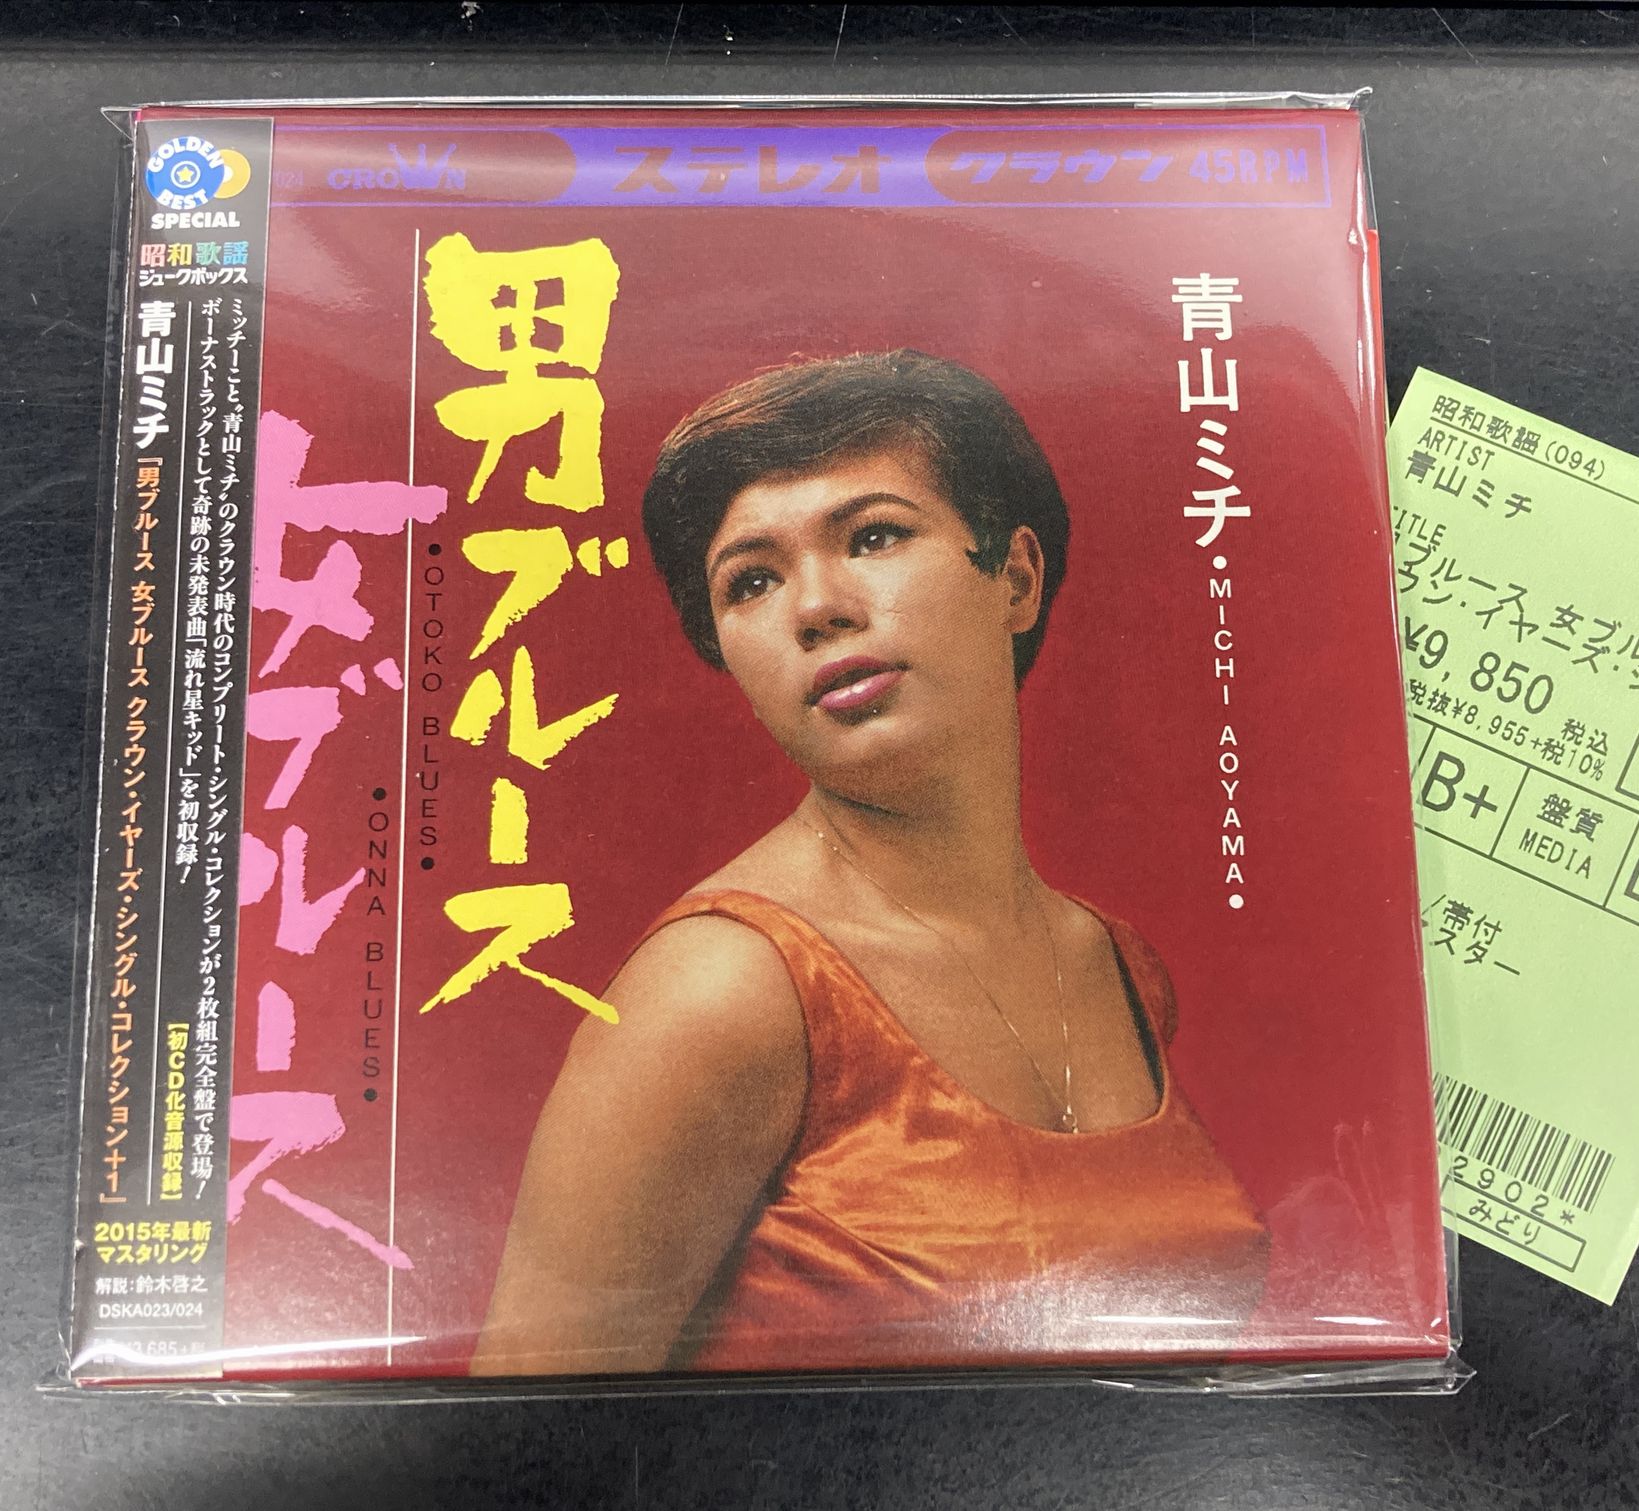 GOLDEN
BEST
SPECIAL
昭和歌謡
ジュークボックス
ミッチーこと〝青山ミチ〟のクラウン時代のコンプリート・シングル・コレクションが2枚組完全盤で登場!
ボーナストラックとして奇跡の未発表曲「流れ星キッド」を初収録!
【初CD化音源収録】
青山ミチ『男ブルース 女ブルース クラウン・イヤーズ・シングル・コレクション+1』
2015年最新
マスタリング
解説:鈴木啓之
DSKA023/024
CROWN
ステレオ
クラウン 45RPM
青山ミチ・MICHI AOYAMA・
男ブルース
・OTOKO BLUES・
女ブルース
・ONNA BLUES・
昭和歌謡(094)
ARTIST
青山ミチ
TITLE
ブルース 女ブル
ウン・イヤーズ・シ
¥9,850 税込
税抜¥8,955+税10%
B+
盤質
MEDIA
/帯付
スター
2902*
みどり